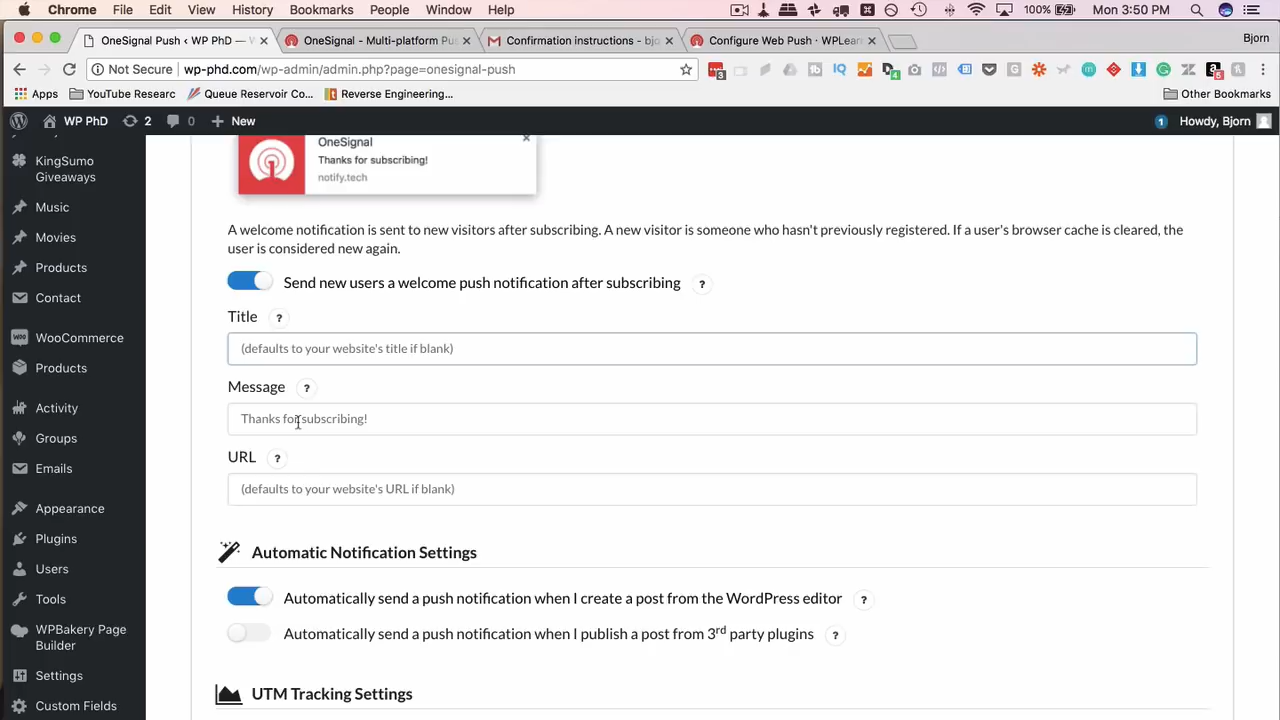 Chrome File Edit View History Bookmarks People Window Help 100% Mon 3:50 PM
OneSignal Push < WP PhD — OneSignal - Multi-platform Pus Confirmation instructions - bjo Configure Web Push · WPLearn Bjorn
Not Secure wp-phd.com/wp-admin/admin.php?page=onesignal-push
Apps YouTube Researc Queue Reservoir Co... Reverse Engineering... Other Bookmarks
WP PhD 2 0 New 1 Howdy, Bjorn
KingSumo
Giveaways
Music
Movies
Products
Contact
WooCommerce
Products
Activity
Groups
Emails
Appearance
Plugins
Users
Tools
WPBakery Page
Builder
Settings
Custom Fields
OneSignal
Thanks for subscribing!
notify.tech
A welcome notification is sent to new visitors after subscribing. A new visitor is someone who hasn't previously registered. If a user's browser cache is cleared, the
user is considered new again.
Send new users a welcome push notification after subscribing ?
Title ?
(defaults to your website's title if blank)
Message ?
Thanks for subscribing!
URL ?
(defaults to your website's URL if blank)
Automatic Notification Settings
Automatically send a push notification when I create a post from the WordPress editor ?
Automatically send a push notification when I publish a post from 3rd party plugins ?
UTM Tracking Settings